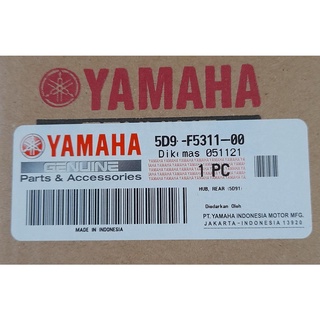 YAMAHA
YAMAHA
GENUINE
Parts & Accessories
MADE IN INDONESIA
5D9-F5311-00
Dikemas 051121
1 PC
HUB, REAR (5D91)
Diedarkan Oleh
PT. YAMAHA INDONESIA MOTOR MFG.
JAKARTA-INDONESIA 13920